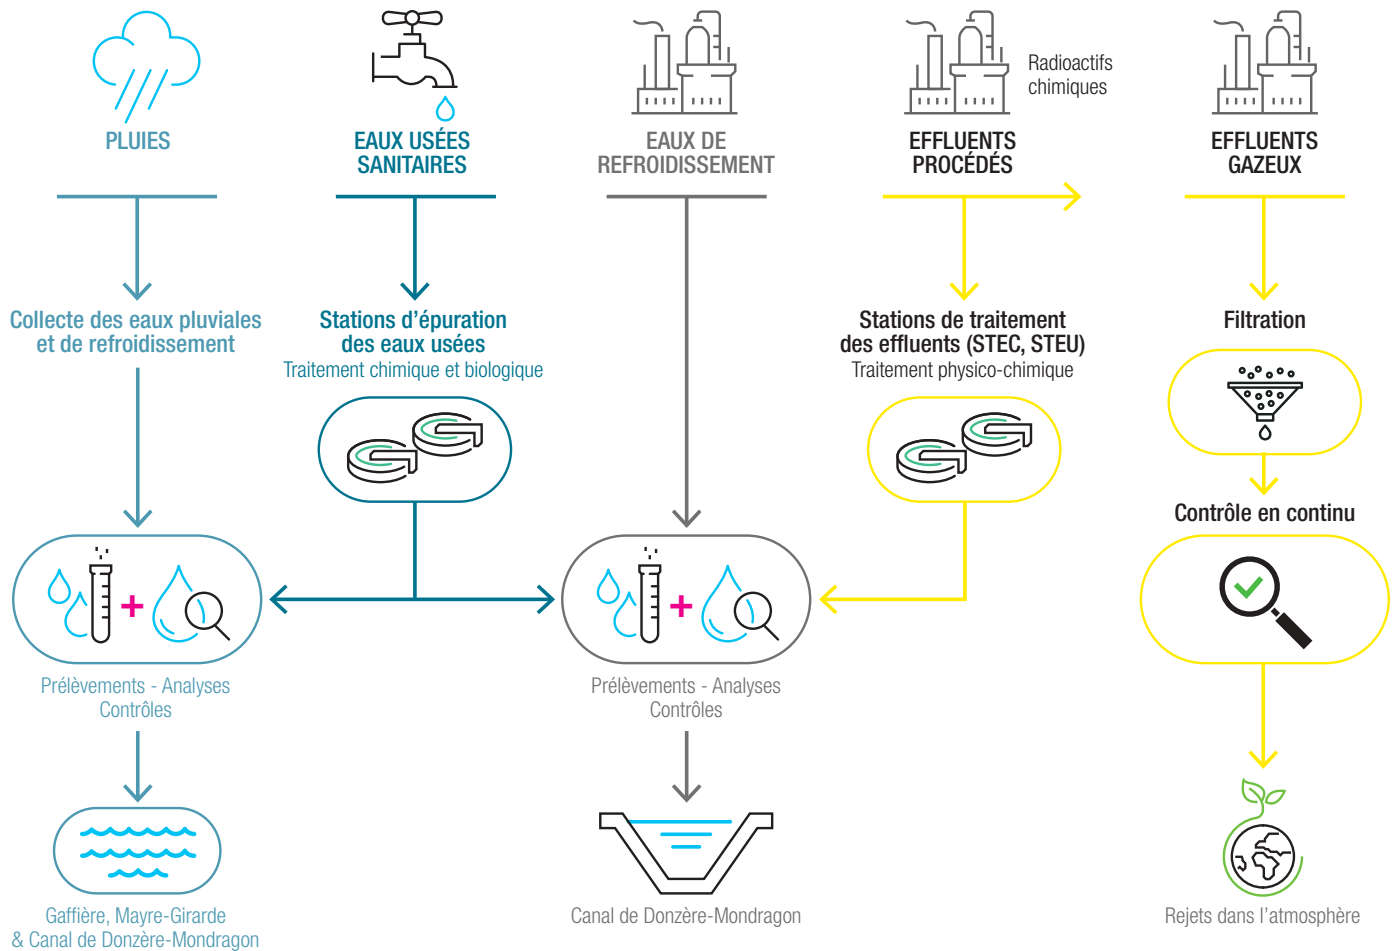 PLUIES
EAUX USÉES
SANITAIRES
EAUX DE
REFROIDISSEMENT
EFFLUENTS
PROCÉDÉS
Radioactifs
chimiques
EFFLUENTS
GAZEUX
Collecte des eaux pluviales
et de refroidissement
Stations d’épuration
des eaux usées
Traitement chimique et biologique
Stations de traitement
des effluents (STEC, STEU)
Traitement physico-chimique
Filtration
Contrôle en continu
Prélèvements - Analyses
Contrôles
Prélèvements - Analyses
Contrôles
Gaffière, Mayre-Girarde
& Canal de Donzère-Mondragon
Canal de Donzère-Mondragon
Rejets dans l’atmosphère